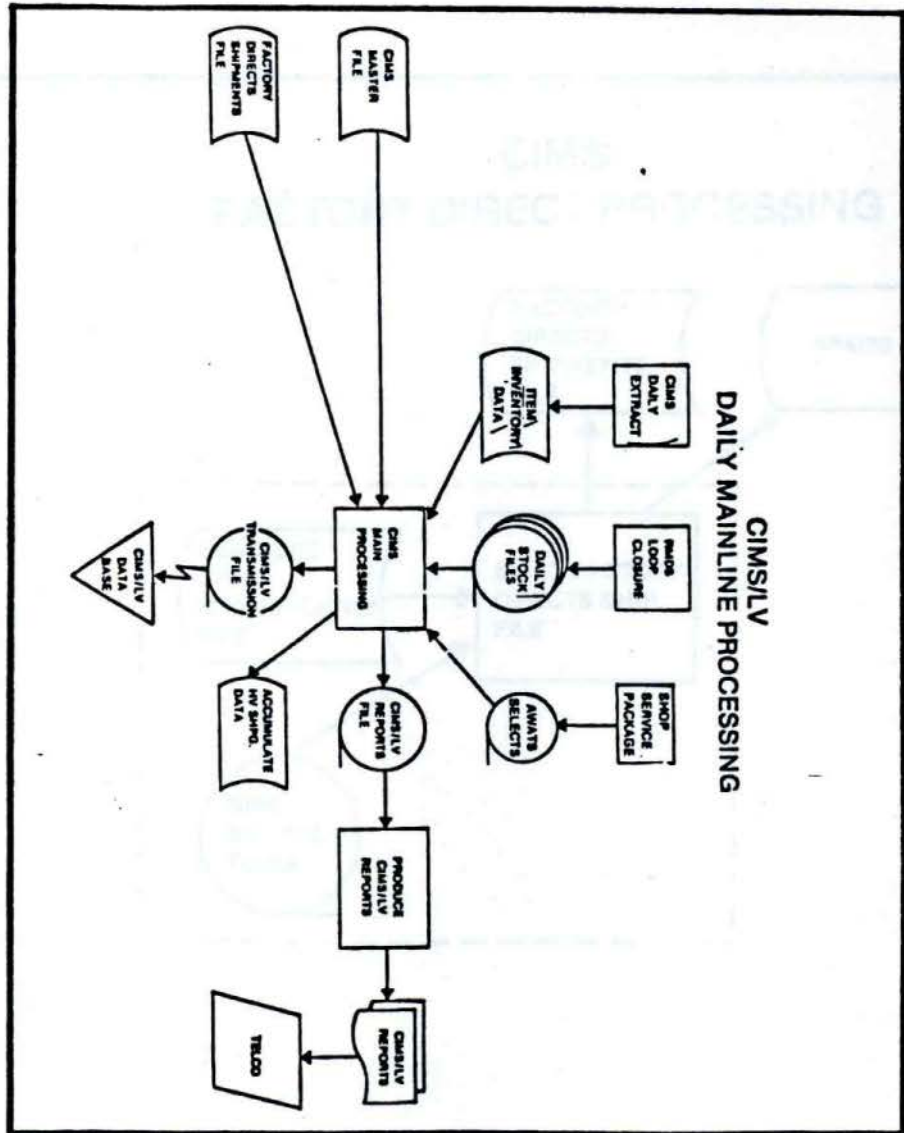 CIMS/LV
DAILY MAINLINE PROCESSING
CIMS
DAILY
EXTRACT
RMDS
LOOP
CLOSURE
SHOP
SERVICE
PACKAGE
ITEM
INVENTORY
DATA
DAILY
STOCK
FILES
AWATS
SELECTS
CIMS
MASTER
FILE
CIMS
MAIN
PROCESSING
CIMS/LV
REPORTS
FILE
PRODUCE
CIMS/LV
REPORTS
CIMS/LV
REPORTS
FACTORY
DIRECTS
SHIPMENTS
FILE
CIMS/LV
TRANSMISSION
FILE
ACCUMULATE
HV SHPG.
DATA
TELCO
CIMS/LV
DATA
BASE